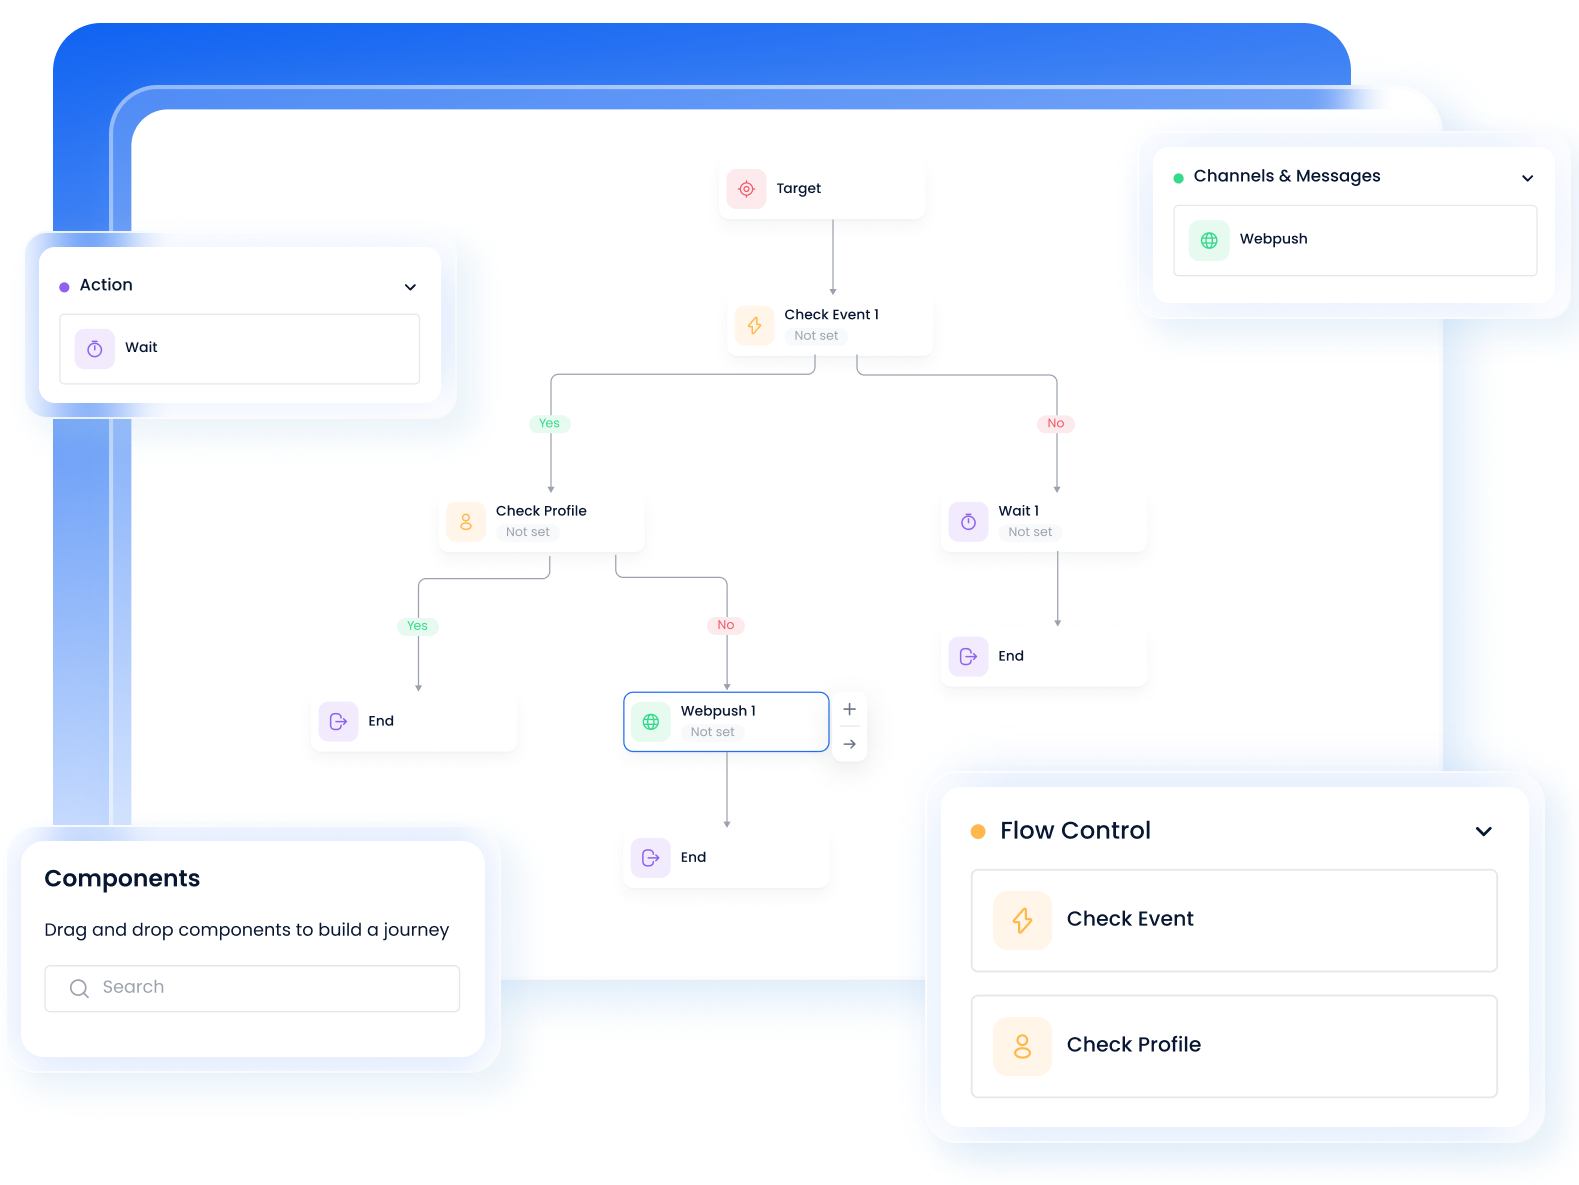 Target
Channels & Messages
Webpush
Action
Wait
Check Event 1
Not set
Yes
No
Check Profile
Not set
Wait 1
Not set
Yes
No
End
End
Webpush 1
Not set
End
Components
Drag and drop components to build a journey
Search
Flow Control
Check Event
Check Profile